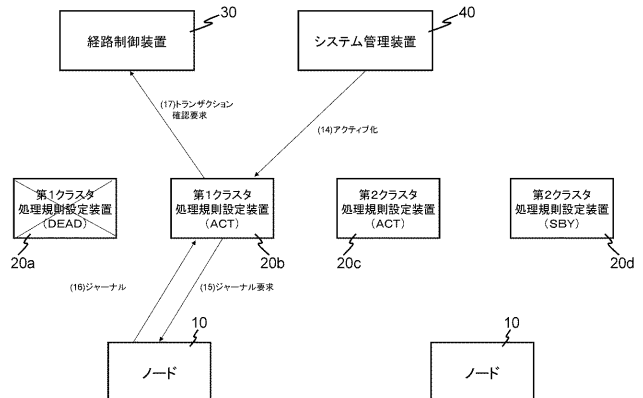 30
経路制御装置
40
システム管理装置
(17)トランザクション
確認要求
(14)アクティブ化
第1クラスタ
処理規則設定装置
(DEAD)
20a
第1クラスタ
処理規則設定装置
(ACT)
20b
第2クラスタ
処理規則設定装置
(ACT)
20c
第2クラスタ
処理規則設定装置
(SBY)
20d
(16)ジャーナル
(15)ジャーナル要求
10
ノード
10
ノード